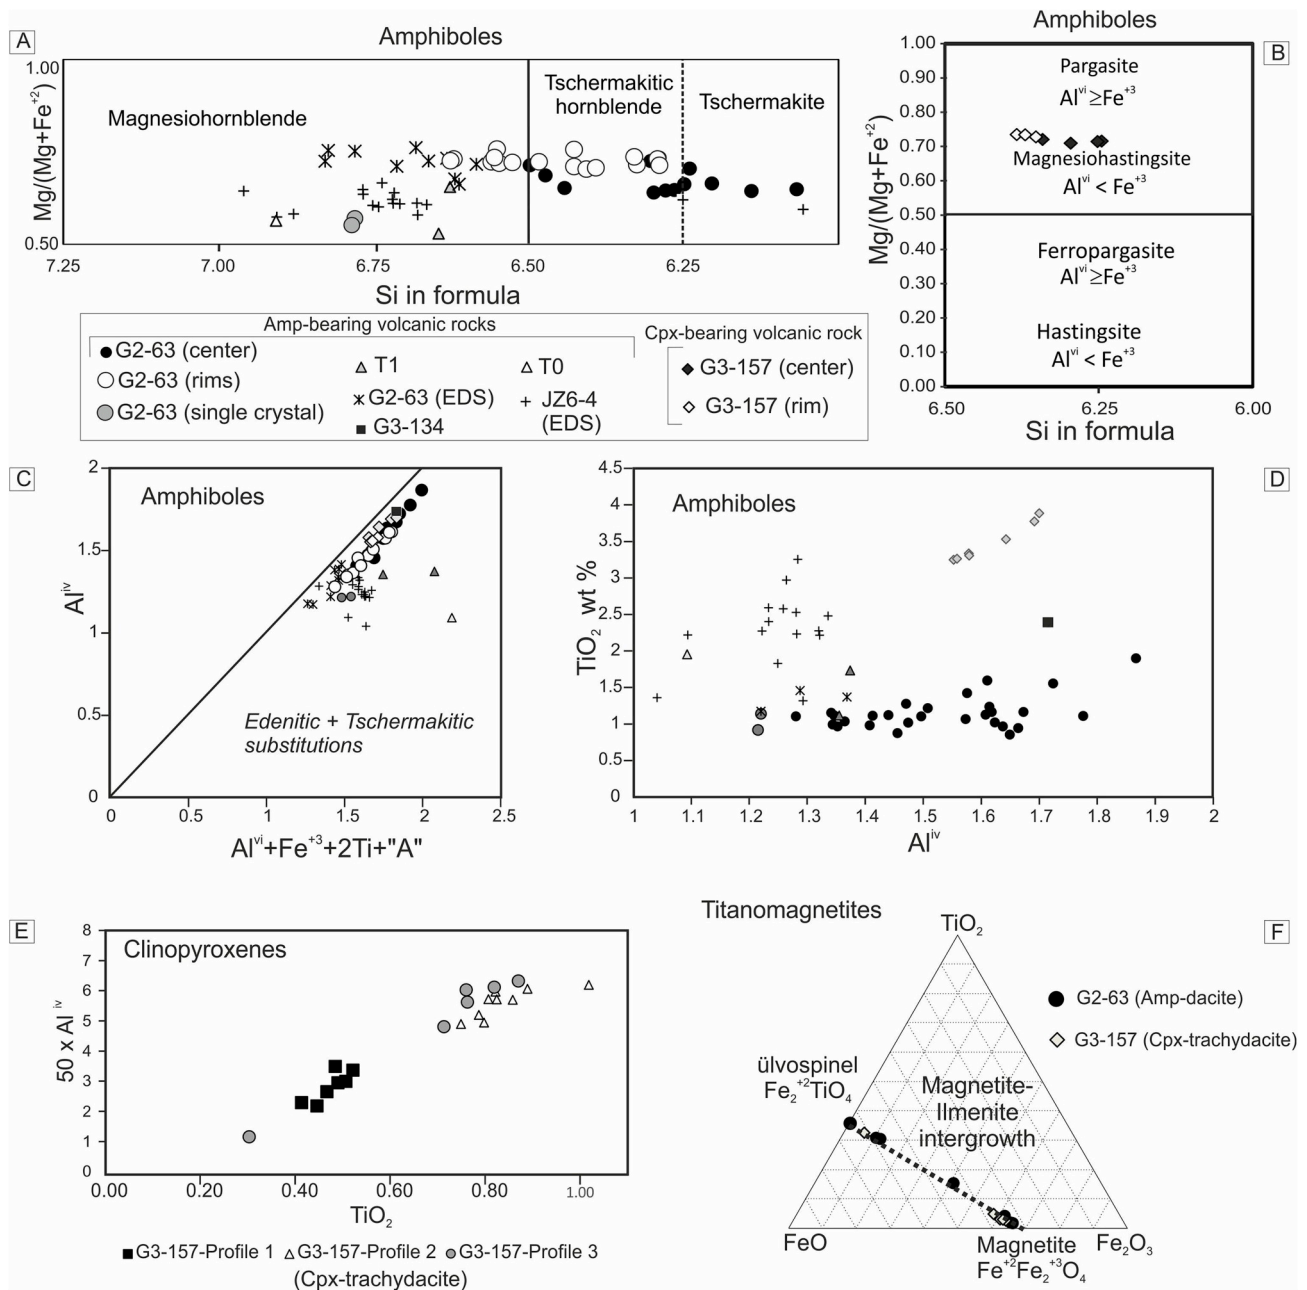 A
Amphiboles
Mg/(Mg+Fe+2)
1.00
0.50
Magnesiohornblende
Tschermakitic
hornblende
Tschermakite
7.25
7.00
6.75
6.50
6.25
Si in formula
B
Amphiboles
Mg/(Mg+Fe+2)
1.00
0.90
0.80
0.70
0.60
0.50
0.40
0.30
0.20
0.10
0.00
Pargasite
Alvi≥Fe+3
Magnesiohastingsite
Alvi < Fe+3
Ferropargasite
Alvi≥Fe+3
Hastingsite
Alvi < Fe+3
6.50
6.25
6.00
Si in formula
Amp-bearing volcanic rocks
G2-63 (center)
G2-63 (rims)
G2-63 (single crystal)
T1
G2-63 (EDS)
G3-134
T0
JZ6-4
(EDS)
Cpx-bearing volcanic rock
G3-157 (center)
G3-157 (rim)
C
Amphiboles
Aliv
2
1.5
1
0.5
0
Edenitic + Tschermakitic
substitutions
0
0.5
1
1.5
2
2.5
Alvi+Fe+3+2Ti+"A"
D
Amphiboles
TiO2 wt %
4.5
4
3.5
3
2.5
2
1.5
1
0.5
0
1
1.1
1.2
1.3
1.4
1.5
1.6
1.7
1.8
1.9
2
Aliv
E
Clinopyroxenes
50 x Al iv
8
7
6
5
4
3
2
1
0
0.00
0.20
0.40
0.60
0.80
1.00
TiO2
G3-157-Profile 1
G3-157-Profile 2
G3-157-Profile 3
(Cpx-trachydacite)
F
Titanomagnetites
TiO2
G2-63 (Amp-dacite)
G3-157 (Cpx-trachydacite)
ülvospinel
Fe2+2TiO4
Magnetite-
Ilmenite
intergrowth
FeO
Magnetite
Fe+2Fe2+3O4
Fe2O3